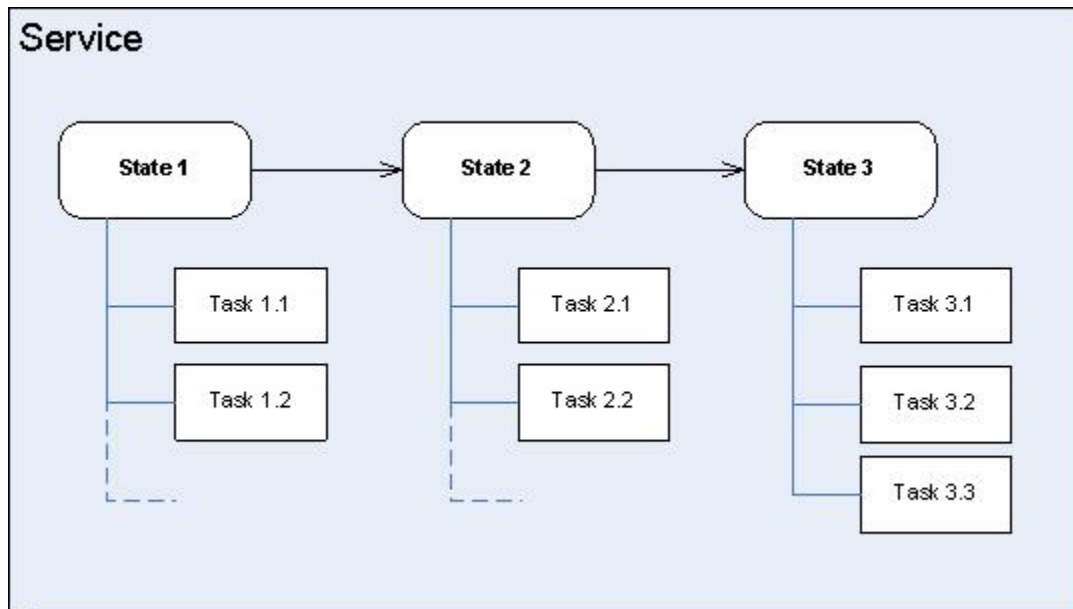 Service
State 1
State 2
State 3
Task 1.1
Task 2.1
Task 3.1
Task 1.2
Task 2.2
Task 3.2
Task 3.3